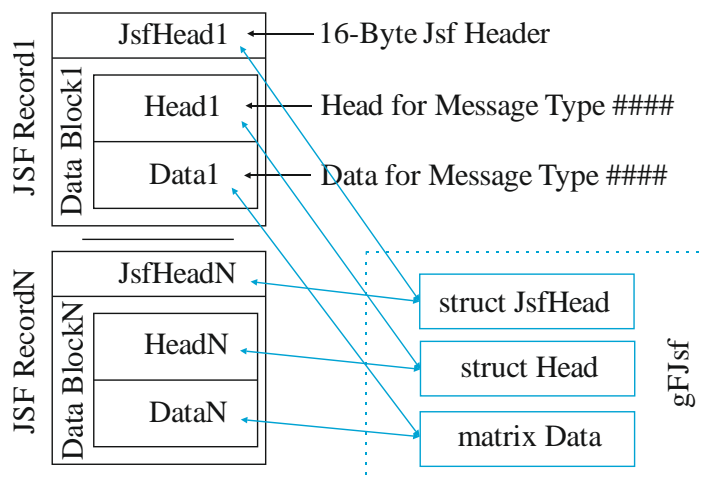 JsfHead1
16-Byte Jsf Header
JSF Record1
Data Block1
Head1
Head for Message Type ####
Data1
Data for Message Type ####
JsfHeadN
JSF RecordN
Data BlockN
HeadN
DataN
struct JsfHead
struct Head
matrix Data
gFJsf